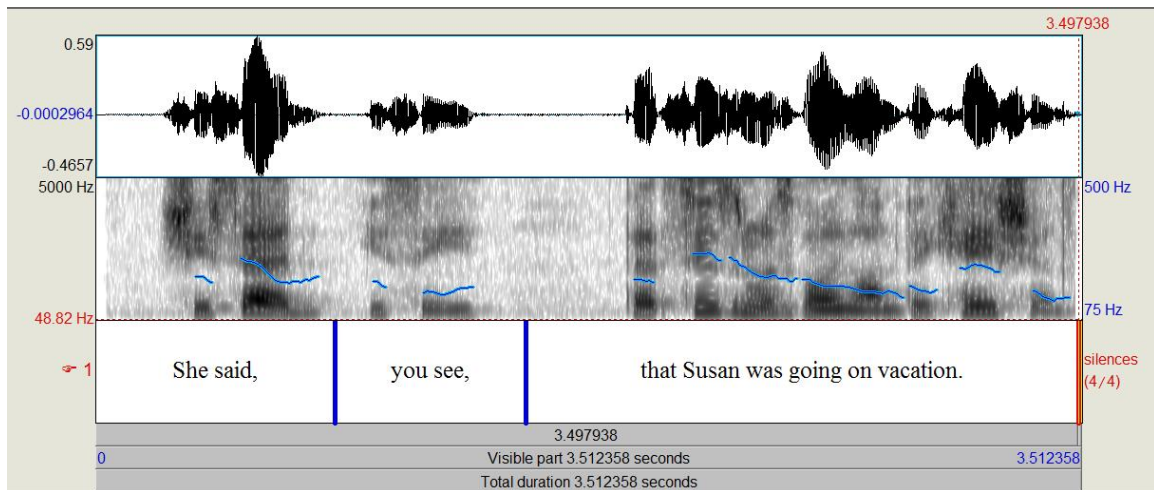 3.497938
0.59
-0.0002964
-0.4657
5000 Hz
500 Hz
48.82 Hz
75 Hz
☞ 1
She said,
you see,
that Susan was going on vacation.
silences
(4/4)
3.497938
0
Visible part 3.512358 seconds
3.512358
Total duration 3.512358 seconds